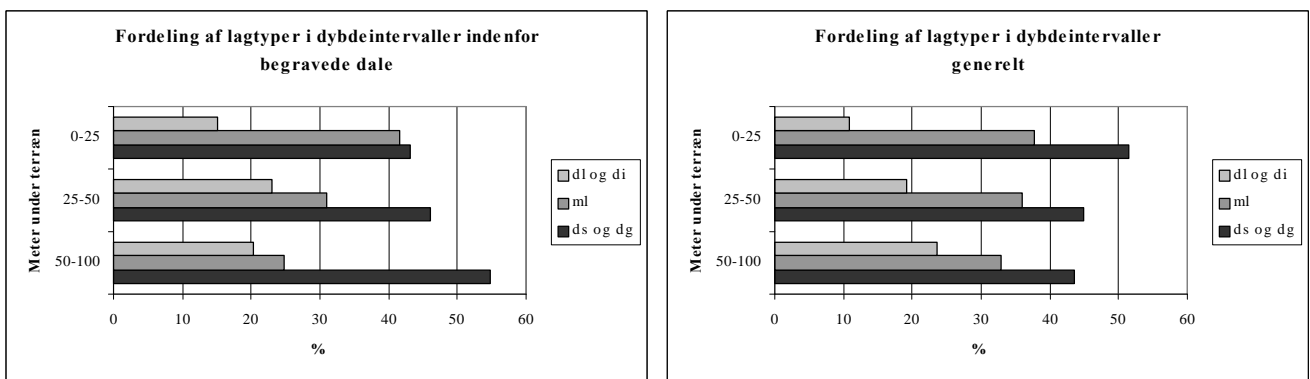 Fordeling af lagtyper i dybdeintervaller indenfor
begravede dale
Meter under terræn
0-25
25-50
50-100
0 10 20 30 40 50 60
%
dl og di
ml
ds og dg
Fordeling af lagtyper i dybdeintervaller
generelt
Meter under terræn
0-25
25-50
50-100
0 10 20 30 40 50 60
%
dl og di
ml
ds og dg